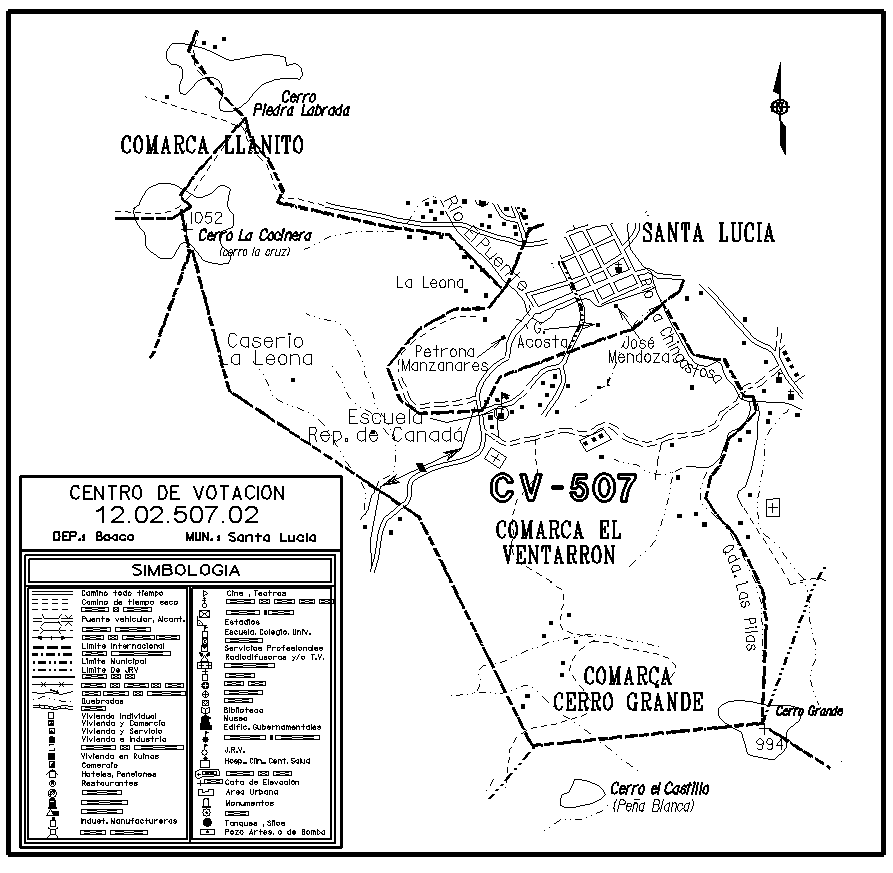 Cerro
Piedra Labrada
COMARCA LLANITO
1052
Cerro La Cocinera
(cerro la cruz)
Río El Puente
SANTA LUCIA
La Leona
G.
Acosta
José
Mendoza
Petrona
Manzanares
Caserio
La Leona
Escuela
Rep. de Canadá
CV-507
COMARCA EL
VENTARRON
Qda. Las Pilas
COMARCA
CERRO GRANDE
Cerro Grande
994
Cerro el Castillo
(Peña Blanca)
CENTRO DE VOTACION
12.02.507.02
DEP.: Boaco MUN.: Santa Lucia
SIMBOLOGIA
Camino todo tiempo
Camino de tiempo seco
Puente vehicular, Alcant.
Limite Internacional
Limite Municipal
Limite De JRV
Quebradas
Vivienda Individual
Vivienda y Comercio
Vivienda y Servicio
Vivienda e Industria
Vivienda en Ruinas
Comercio
Hoteles, Pensiones
Restaurantes
Indust. Manufactureras
Cine, Teatros
Estadios
Escuela, Colegio, Univ.
Servicios Profesionales
Radiodifusoras y/o T.V.
Biblioteca
Museo
Edific. Gubernamentales
J.R.V.
Hosp., Clin., Cent. Salud
Cota de Elevación
Area Urbana
Monumentos
Tanques, Silos
Pozo Artes. o de Bomba